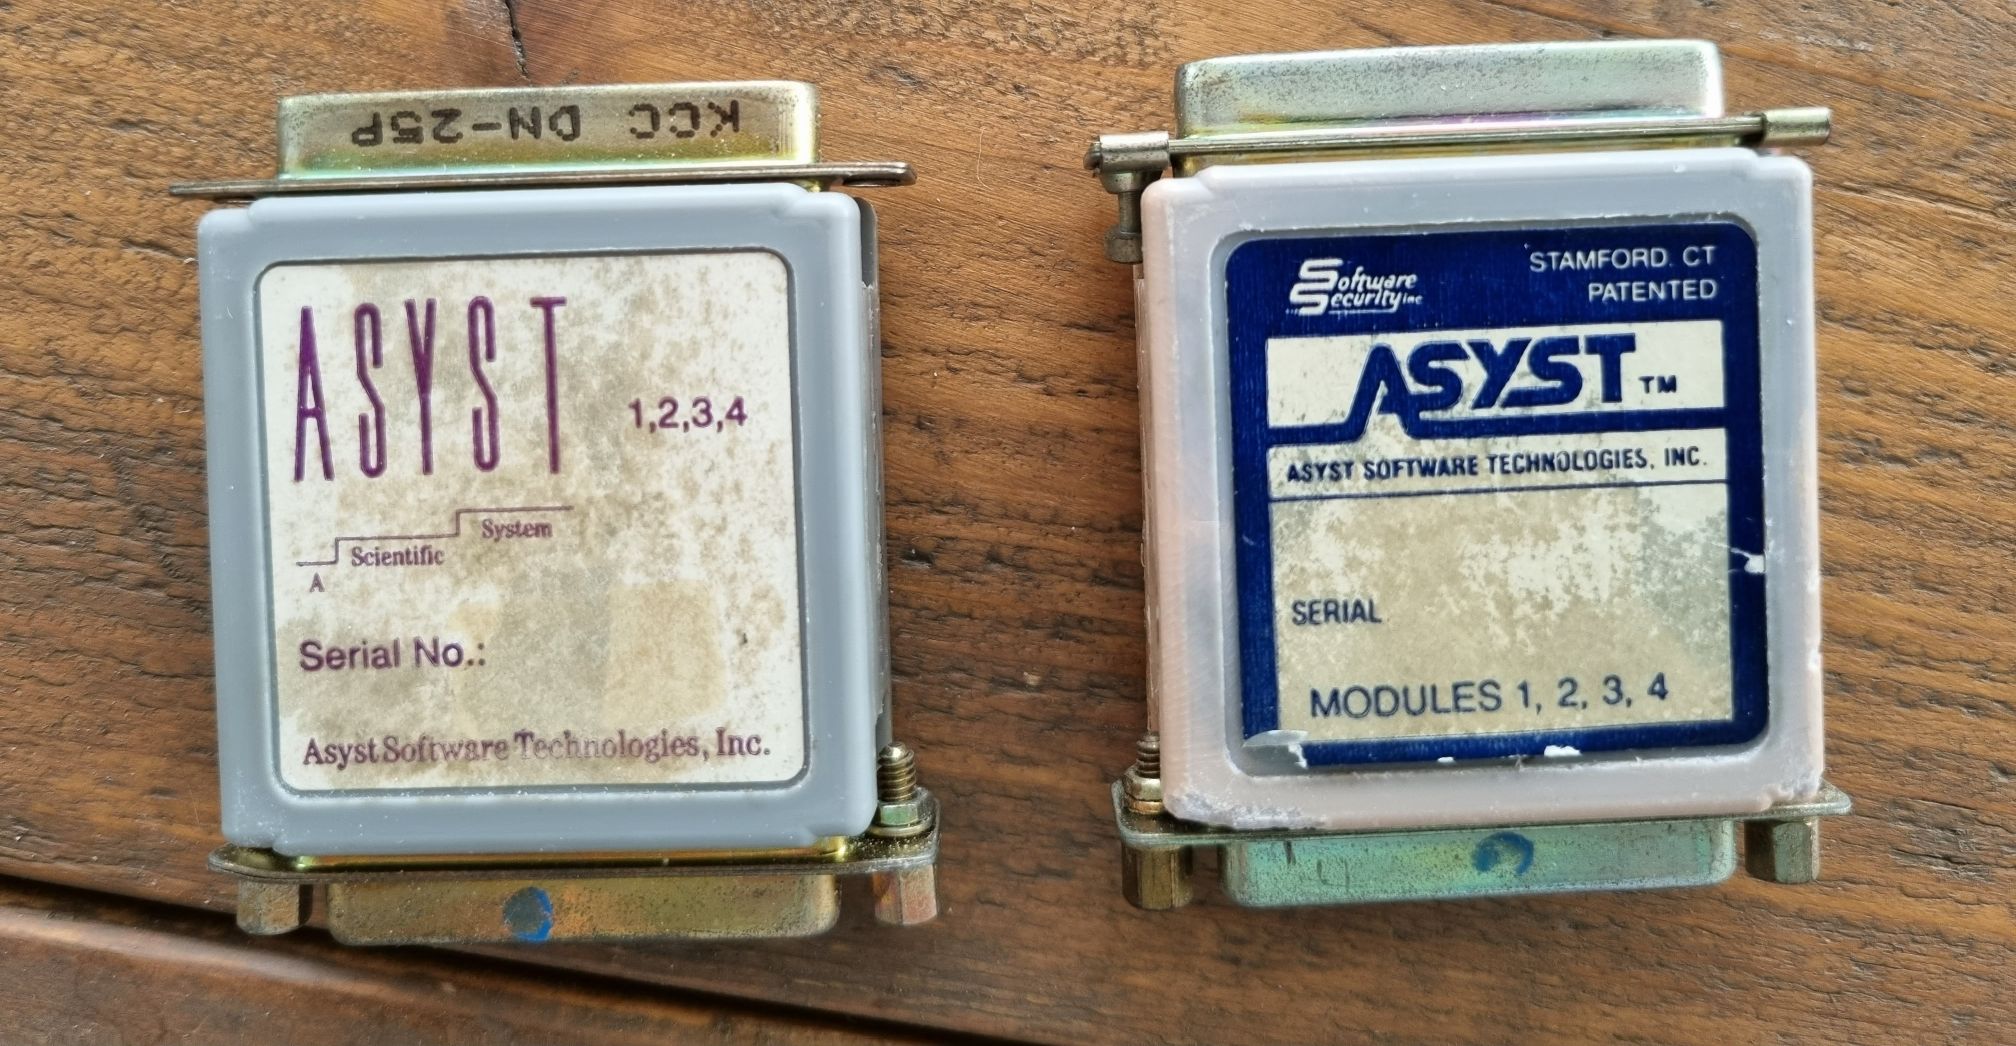 KCC DN-25P
ASYST
1,2,3,4
A Scientific System
Serial No.:
Asyst Software Technologies, Inc.
Software Security inc
STAMFORD. CT
PATENTED
ASYST TM
ASYST SOFTWARE TECHNOLOGIES, INC.
SERIAL
MODULES 1, 2, 3, 4